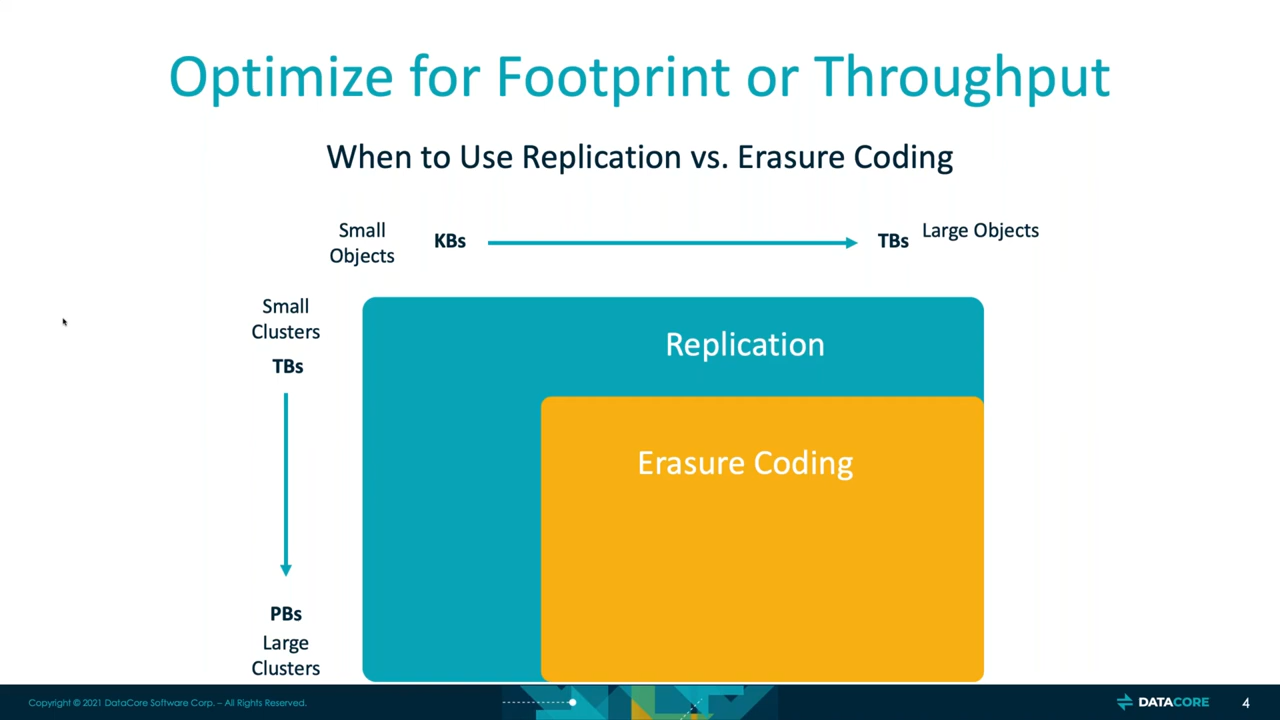 Optimize for Footprint or Throughput
When to Use Replication vs. Erasure Coding
Small
Objects
KBs
TBs
Large Objects
Small
Clusters
TBs
Replication
Erasure Coding
PBs
Large
Clusters
Copyright © 2021 DataCore Software Corp. – All Rights Reserved.
DATACORE
4